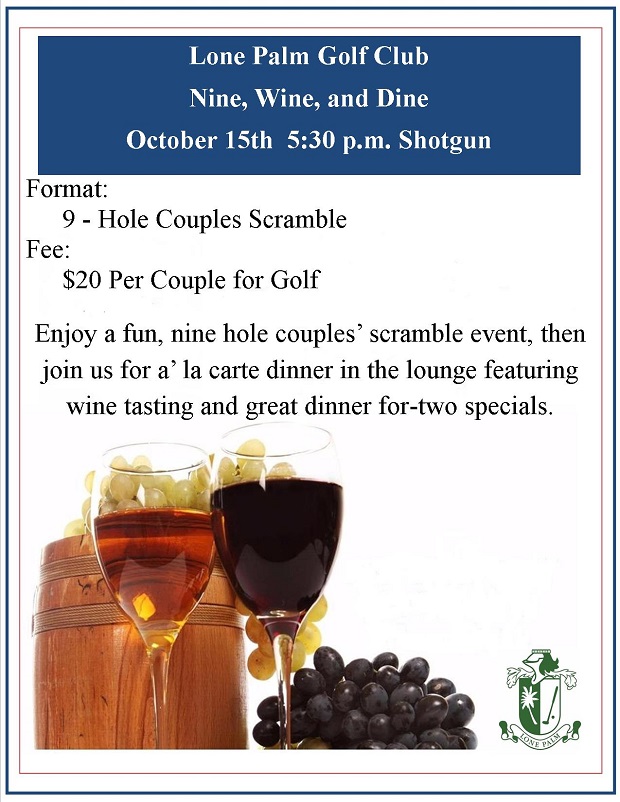 Lone Palm Golf Club
Nine, Wine, and Dine
October 15th  5:30 p.m. Shotgun
Format:
9 - Hole Couples Scramble
Fee:
$20 Per Couple for Golf
Enjoy a fun, nine hole couples’ scramble event, then
join us for a’ la carte dinner in the lounge featuring
wine tasting and great dinner for-two specials.
LONE PALM